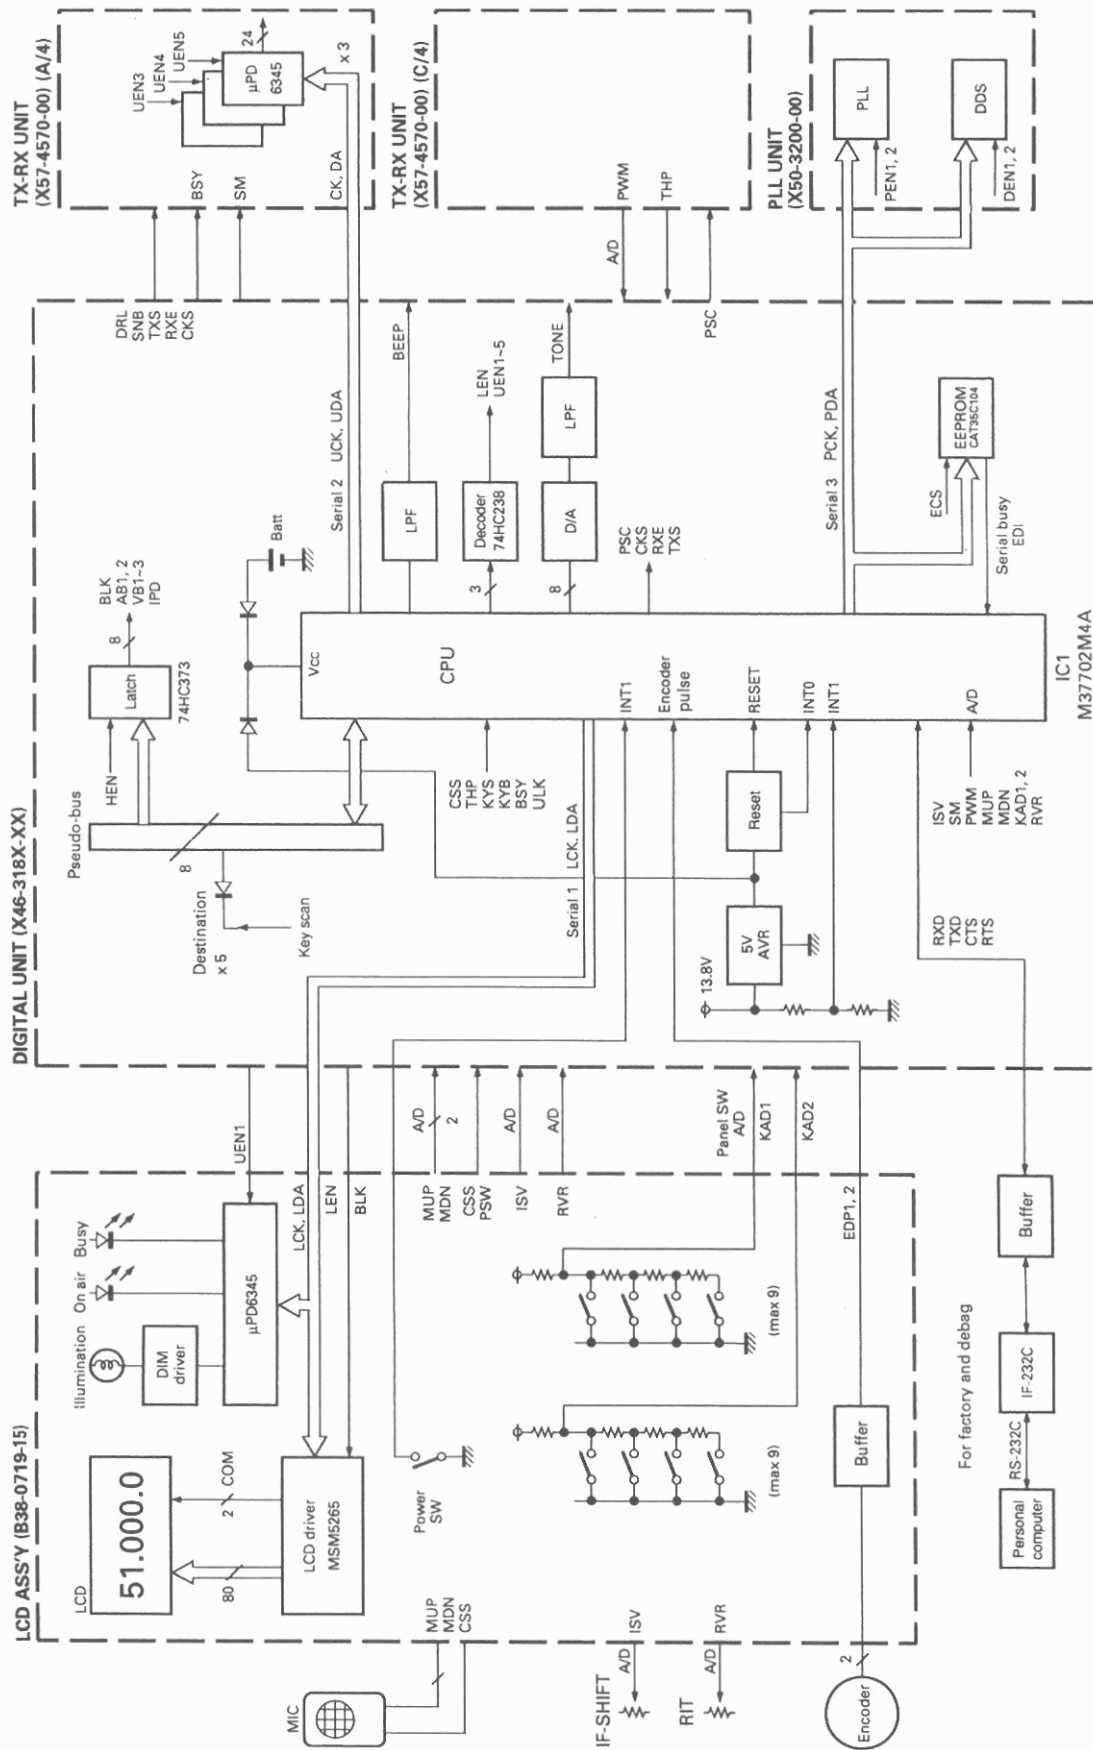 LCD ASS'Y (B38-0719-15)
LCD
51.000.0
80
2
COM
LCD driver
MSM5265
Illumination
On air
Busy
DIM
driver
µPD6345
UEN1
LCK, LDA
LEN
BLK
MIC
MUP
MDN
CSS
Power
SW
MUP
MDN
A/D
2
CSS
PSW
ISV
A/D
RVR
A/D
IF-SHIFT
A/D
ISV
RIT
A/D
RVR
(max 9)
(max 9)
Panel SW
A/D
KAD1
KAD2
Encoder
2
Buffer
EDP1, 2
For factory and debag
Personal
computer
RS-232C
IF-232C
Buffer
DIGITAL UNIT (X46-318X-XX)
Pseudo-bus
8
Destination
x 5
Key scan
HEN
Latch
74HC373
8
BLK
AB1, 2
VB1~3
IPD
Batt
Vcc
CPU
CSS
THP
KYS
KYB
BSY
ULK
Serial 1
LCK, LDA
INT1
Encoder
pulse
RESET
INT0
INT1
A/D
13.8V
5V
AVR
Reset
RXD
TXD
CTS
RTS
ISV
SM
PWM
MUP
MDN
KAD1, 2
RVR
IC1
M37702M4A
DRL
SNB
TXS
RXE
CKS
Serial 2
UCK, UDA
LPF
BEEP
3
Decoder
74HC238
LEN
UEN1~5
8
D/A
LPF
TONE
PSC
CKS
RXE
TXS
PSC
Serial 3
PCK, PDA
ECS
EEPROM
CAT35C104
Serial busy
EDI
TX-RX UNIT
(X57-4570-00) (A/4)
UEN3
UEN4
UEN5
µPD
6345
24
x 3
BSY
SM
CK, DA
TX-RX UNIT
(X57-4570-00) (C/4)
A/D
PWM
THP
PLL UNIT
(X50-3200-00)
PLL
PEN1, 2
DDS
DEN1, 2